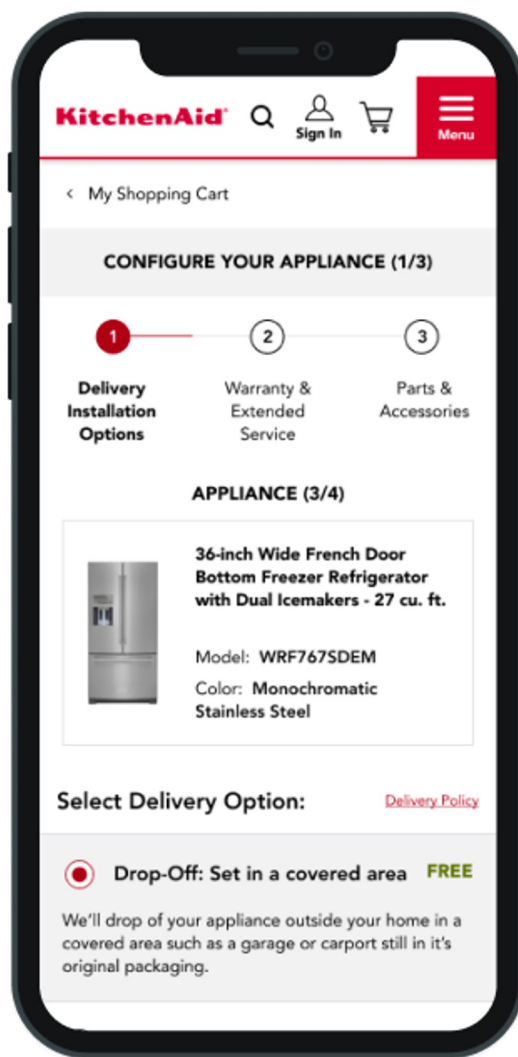 KitchenAid
Sign In
Menu
< My Shopping Cart
CONFIGURE YOUR APPLIANCE (1/3)
1 2 3
Delivery Installation Options
Warranty & Extended Service
Parts & Accessories
APPLIANCE (3/4)
36-inch Wide French Door
Bottom Freezer Refrigerator
with Dual Icemakers - 27 cu. ft.
Model: WRF767SDEM
Color: Monochromatic
Stainless Steel
Select Delivery Option: Delivery Policy
Drop-Off: Set in a covered area FREE
We'll drop of your appliance outside your home in a
covered area such as a garage or carport still in it's
original packaging.